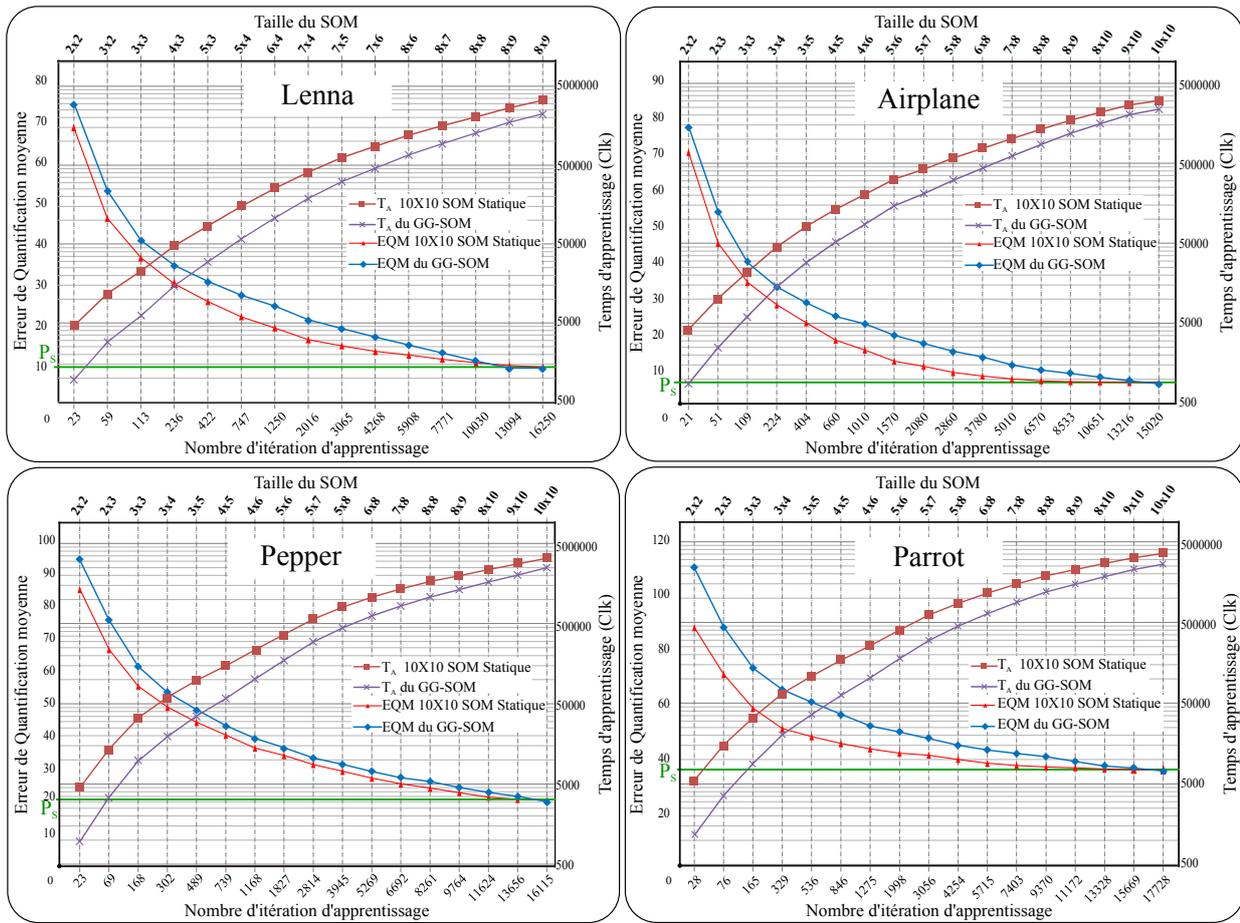 Taille du SOM
2x2 3x2 3x3 4x3 5x3 5x4 6x4 7x4 7x5 7x6 8x6 8x7 8x8 8x9 8x9
Lenna
Erreur de Quantification moyenne
80
70
60
50
40
30
20
10
0
P_S
5000000
500000
50000
5000
500
Temps d'apprentissage (Clk)
T_A 10X10 SOM Statique
T_A du GG-SOM
EQM 10X10 SOM Statique
EQM du GG-SOM
23 59 113 236 422 747 1250 2016 3065 4268 5908 7771 10030 13094 16250
Nombre d'itération d'apprentissage
Taille du SOM
2x2 2x3 3x3 3x4 3x5 4x5 4x6 5x6 5x7 5x8 6x8 7x8 8x8 8x9 8x10 9x10 10x10
Airplane
Erreur de Quantification moyenne
90
80
70
60
50
40
30
20
10
0
P_S
5000000
500000
50000
5000
500
Temps d'apprentissage (Clk)
T_A 10X10 SOM Statique
T_A du GG-SOM
EQM 10X10 SOM Statique
EQM du GG-SOM
21 51 109 224 404 660 1010 1570 2080 2860 3780 5010 6570 8533 10651 13216 15020
Nombre d'itération d'apprentissage
Taille du SOM
2x2 2x3 3x3 3x4 3x5 4x5 4x6 5x6 5x7 5x8 6x8 7x8 8x8 8x9 8x10 9x10 10x10
Pepper
Erreur de Quantification moyenne
100
90
80
70
60
50
40
30
20
10
0
P_S
5000000
500000
50000
5000
500
Temps d'apprentissage (Clk)
T_A 10X10 SOM Statique
T_A du GG-SOM
EQM 10X10 SOM Statique
EQM du GG-SOM
23 69 168 302 489 739 1168 1827 2814 3945 5269 6692 8261 9764 11624 13656 16115
Nombre d'itération d'apprentissage
Taille du SOM
2x2 2x3 3x3 3x4 3x5 4x5 4x6 5x6 5x7 5x8 6x8 7x8 8x8 8x9 8x10 9x10 10x10
Parrot
Erreur de Quantification moyenne
120
100
80
60
40
20
0
P_S
5000000
500000
50000
5000
500
Temps d'apprentissage (Clk)
T_A 10X10 SOM Statique
T_A du GG-SOM
EQM 10X10 SOM Statique
EQM du GG-SOM
28 76 165 329 536 846 1275 1998 3056 4254 5715 7403 9370 11172 13328 15669 17728
Nombre d'itération d'apprentissage